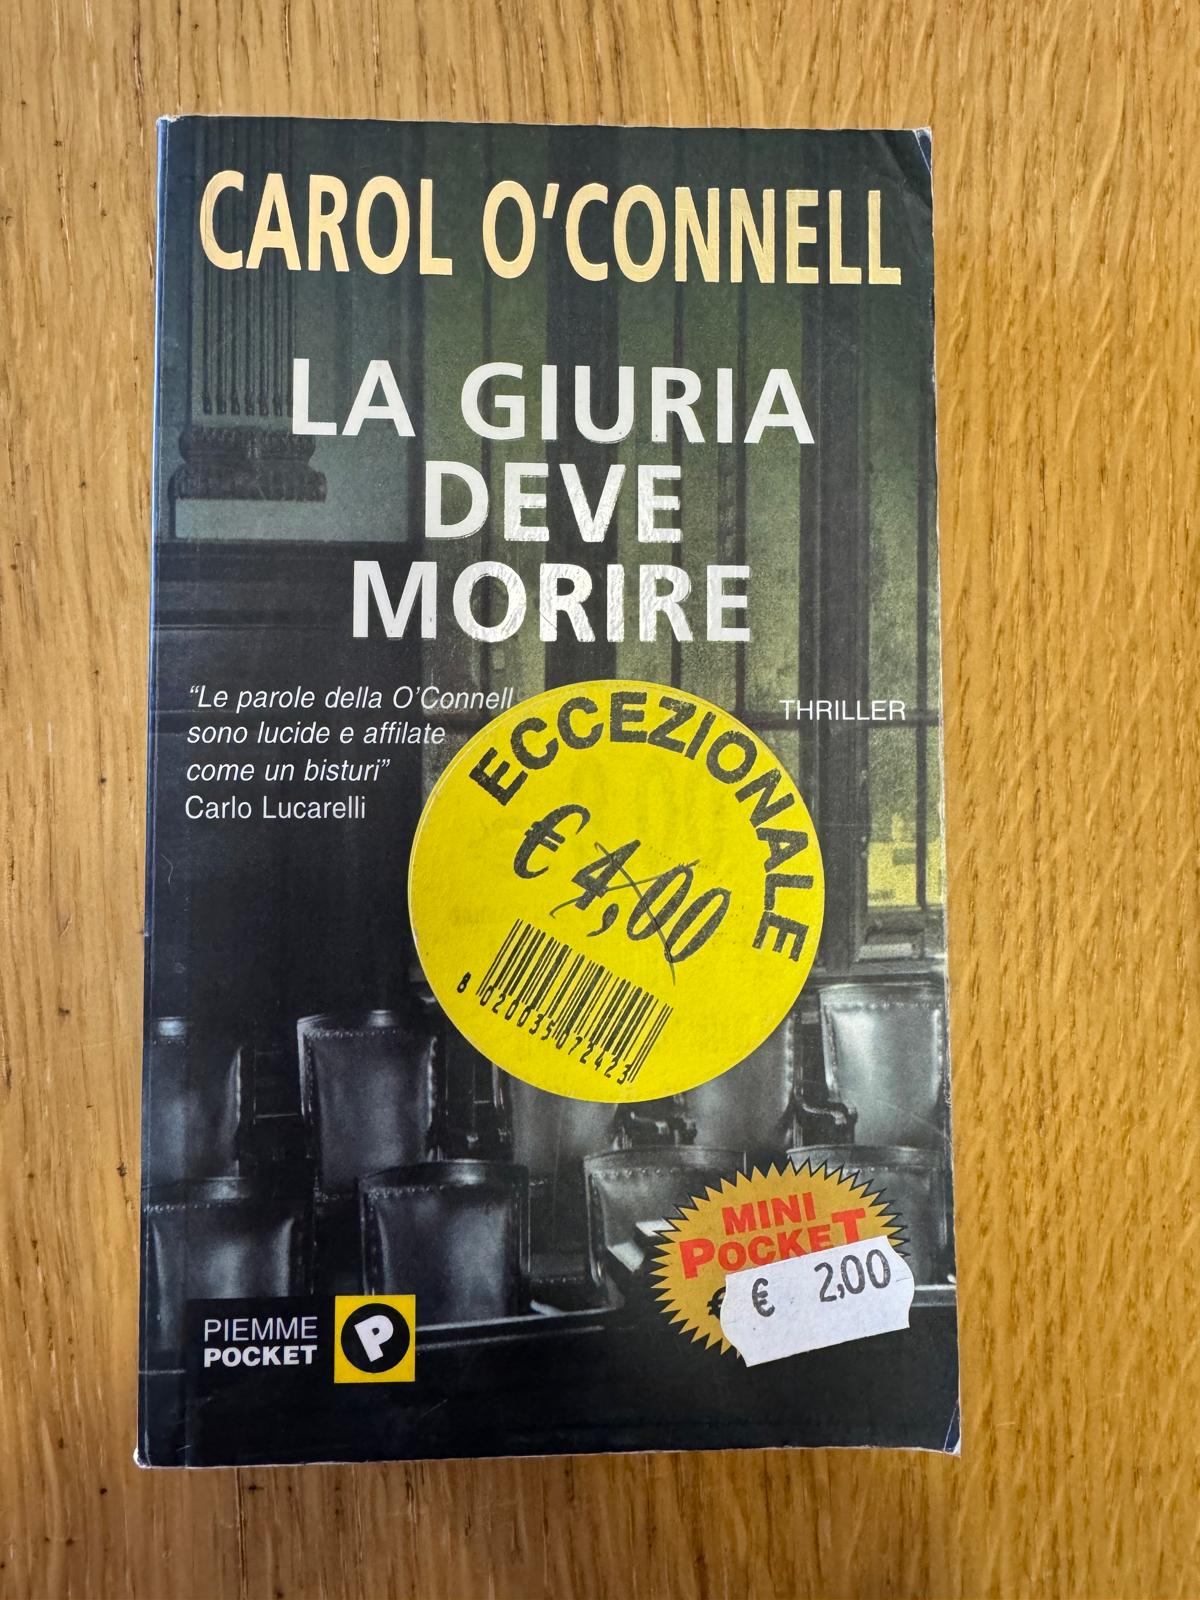 CAROL O'CONNELL
LA GIURIA
DEVE
MORIRE
“Le parole della O'Connell
sono lucide e affilate
come un bisturi”
Carlo Lucarelli
THRILLER
ECCEZIONALE
€ 4,00
8 020035 072423
MINI
POCKET
€
€ 2,00
PIEMME
POCKET
P